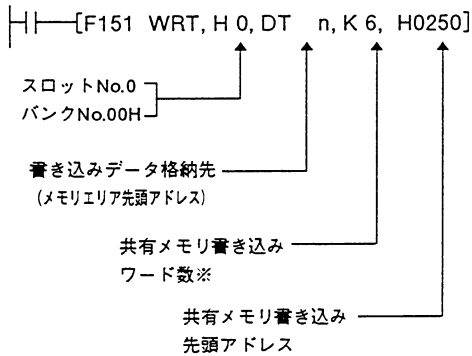 [F151 WRT, H 0, DT n, K 6, H0250]
スロットNo.0
バンクNo.00H
書き込みデータ格納先
(メモリエリア先頭アドレス)
共有メモリ書き込み
ワード数※
共有メモリ書き込み
先頭アドレス